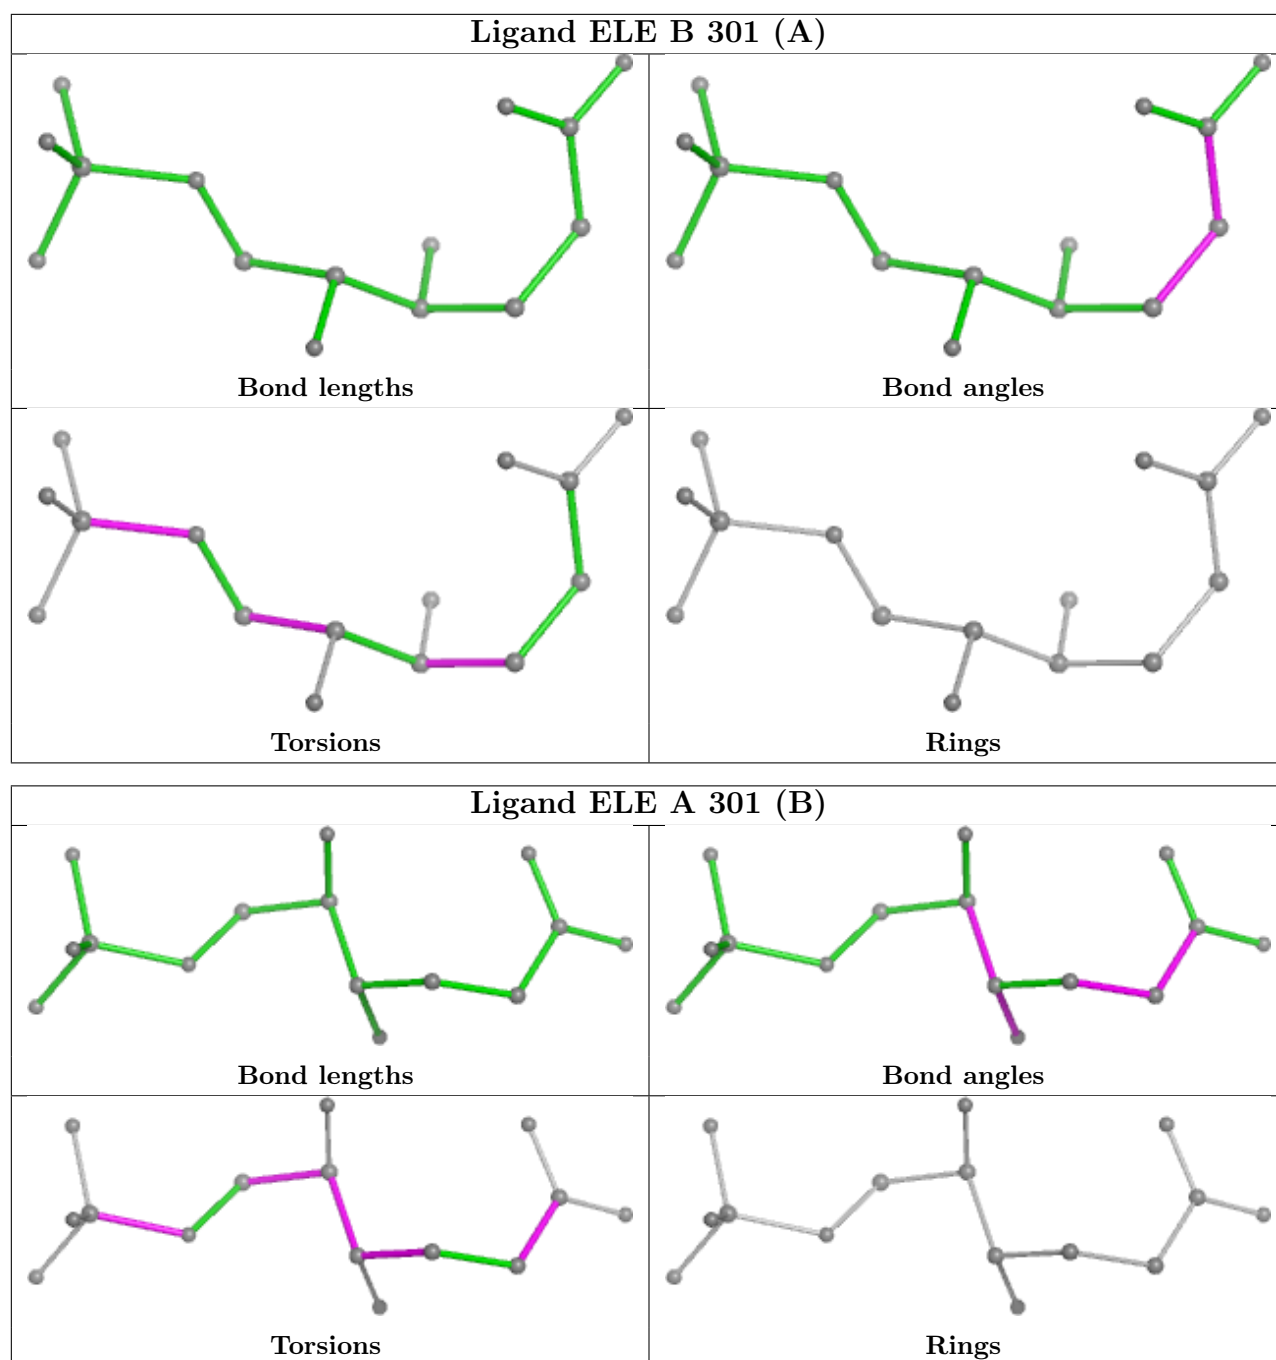 Ligand ELE B 301 (A)
Bond lengths
Bond angles
Torsions
Rings
Ligand ELE A 301 (B)
Bond lengths
Bond angles
Torsions
Rings